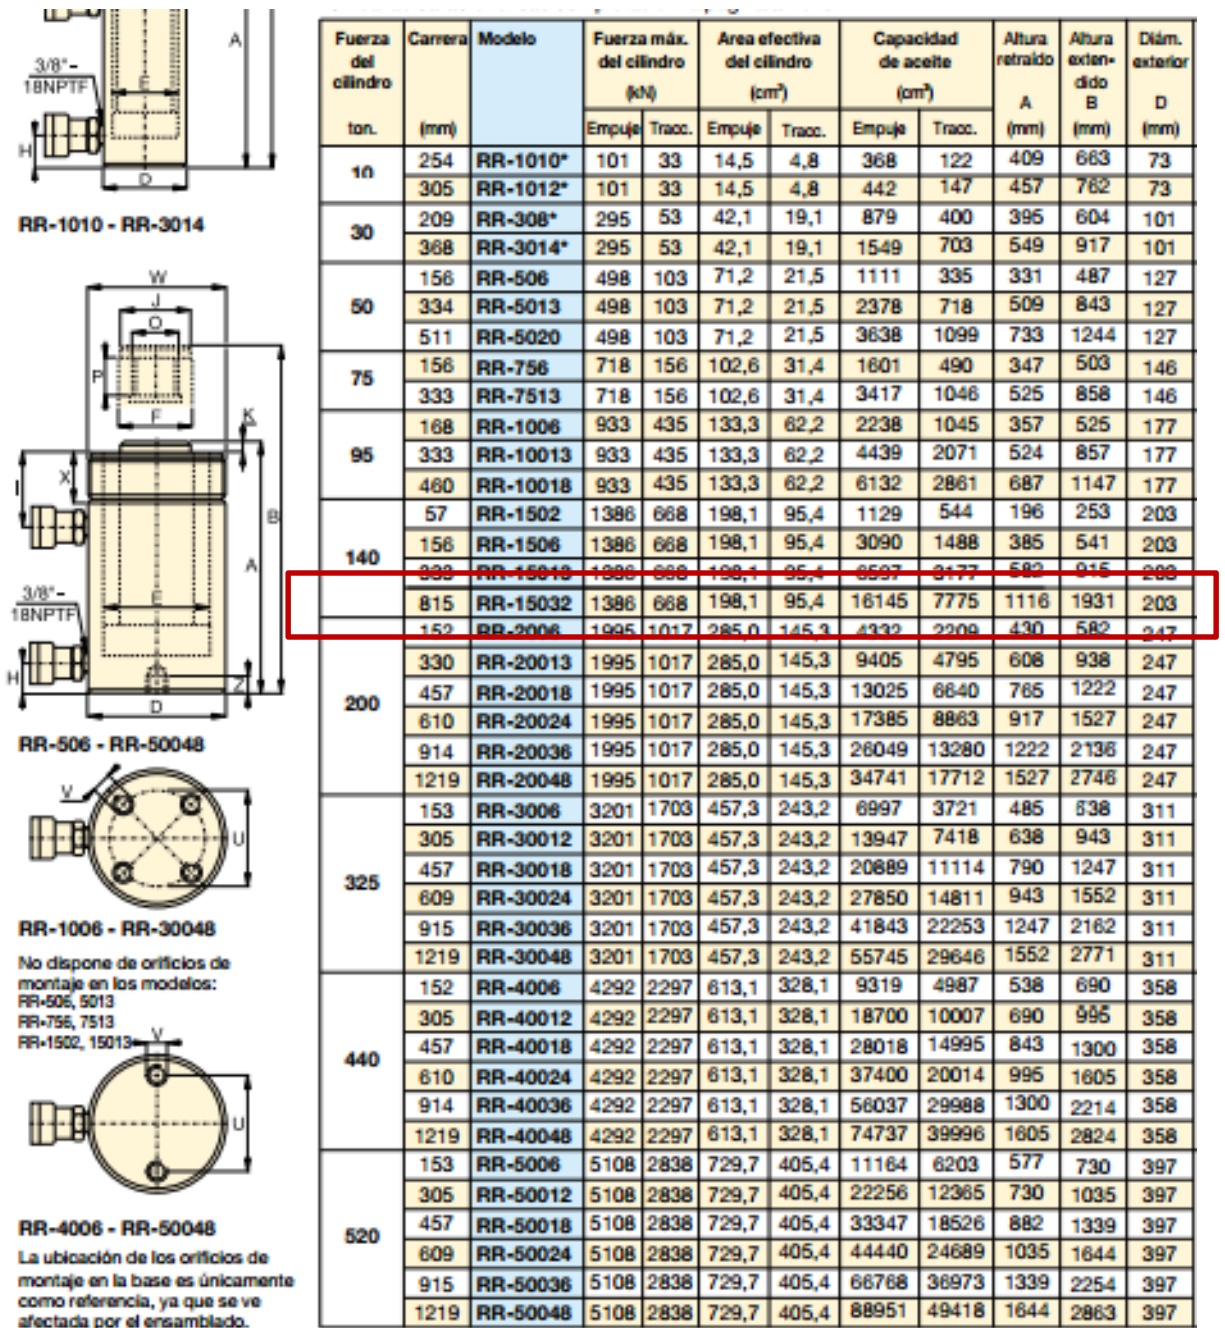 A
3/8"-
18NPTF
E
H
D
RR-1010 - RR-3014
W
J
O
P
F
K
I
X
B
A
3/8"-
18NPTF
E
H
Z
D
RR-506 - RR-50048
V
U
RR-1006 - RR-30048
No dispone de orificios de
montaje en los modelos:
RR-506, 5013
RR-756, 7513
RR-1502, 15013
V
U
RR-4006 - RR-50048
La ubicación de los orificios de
montaje en la base es únicamente
como referencia, ya que se ve
afectada por el ensamblado.
Fuerza Carrera Modelo Fuerza máx. Area efectiva Capacidad Altura Altura Diám.
del del cilindro del cilindro de aceite retraído exten- exterior
cilindro (kN) (cm²) (cm³) A dido B D
ton. (mm) Empuje Tracc. Empuje Tracc. Empuje Tracc. (mm) (mm) (mm)
10 254 RR-1010* 101 33 14,5 4,8 368 122 409 663 73
305 RR-1012* 101 33 14,5 4,8 442 147 457 762 73
30 209 RR-308* 295 53 42,1 19,1 879 400 395 604 101
368 RR-3014* 295 53 42,1 19,1 1549 703 549 917 101
50 156 RR-506 498 103 71,2 21,5 1111 335 331 487 127
334 RR-5013 498 103 71,2 21,5 2378 718 509 843 127
511 RR-5020 498 103 71,2 21,5 3638 1099 733 1244 127
75 156 RR-756 718 156 102,6 31,4 1601 490 347 503 146
333 RR-7513 718 156 102,6 31,4 3417 1046 525 858 146
95 168 RR-1006 933 435 133,3 62,2 2238 1045 357 525 177
333 RR-10013 933 435 133,3 62,2 4439 2071 524 857 177
460 RR-10018 933 435 133,3 62,2 6132 2861 687 1147 177
140 57 RR-1502 1386 668 198,1 95,4 1129 544 196 253 203
156 RR-1506 1386 668 198,1 95,4 3090 1488 385 541 203
333 RR-15013 1386 668 198,1 95,4 6597 3177 582 915 203
815 RR-15032 1386 668 198,1 95,4 16145 7775 1116 1931 203
200 152 RR-2006 1995 1017 285,0 145,3 4332 2209 430 582 247
330 RR-20013 1995 1017 285,0 145,3 9405 4795 608 938 247
457 RR-20018 1995 1017 285,0 145,3 13025 6640 765 1222 247
610 RR-20024 1995 1017 285,0 145,3 17385 8863 917 1527 247
914 RR-20036 1995 1017 285,0 145,3 26049 13280 1222 2136 247
1219 RR-20048 1995 1017 285,0 145,3 34741 17712 1527 2746 247
325 153 RR-3006 3201 1703 457,3 243,2 6997 3721 485 638 311
305 RR-30012 3201 1703 457,3 243,2 13947 7418 638 943 311
457 RR-30018 3201 1703 457,3 243,2 20889 11114 790 1247 311
609 RR-30024 3201 1703 457,3 243,2 27850 14811 943 1552 311
915 RR-30036 3201 1703 457,3 243,2 41843 22253 1247 2162 311
1219 RR-30048 3201 1703 457,3 243,2 55745 29646 1552 2771 311
440 152 RR-4006 4292 2297 613,1 328,1 9319 4987 538 690 358
305 RR-40012 4292 2297 613,1 328,1 18700 10007 690 995 358
457 RR-40018 4292 2297 613,1 328,1 28018 14995 843 1300 358
610 RR-40024 4292 2297 613,1 328,1 37400 20014 995 1605 358
914 RR-40036 4292 2297 613,1 328,1 56037 29988 1300 2214 358
1219 RR-40048 4292 2297 613,1 328,1 74737 39996 1605 2824 358
520 153 RR-5006 5108 2838 729,7 405,4 11164 6203 577 730 397
305 RR-50012 5108 2838 729,7 405,4 22256 12365 730 1035 397
457 RR-50018 5108 2838 729,7 405,4 33347 18526 882 1339 397
609 RR-50024 5108 2838 729,7 405,4 44440 24689 1035 1644 397
915 RR-50036 5108 2838 729,7 405,4 66768 36973 1339 2254 397
1219 RR-50048 5108 2838 729,7 405,4 88951 49418 1644 2863 397